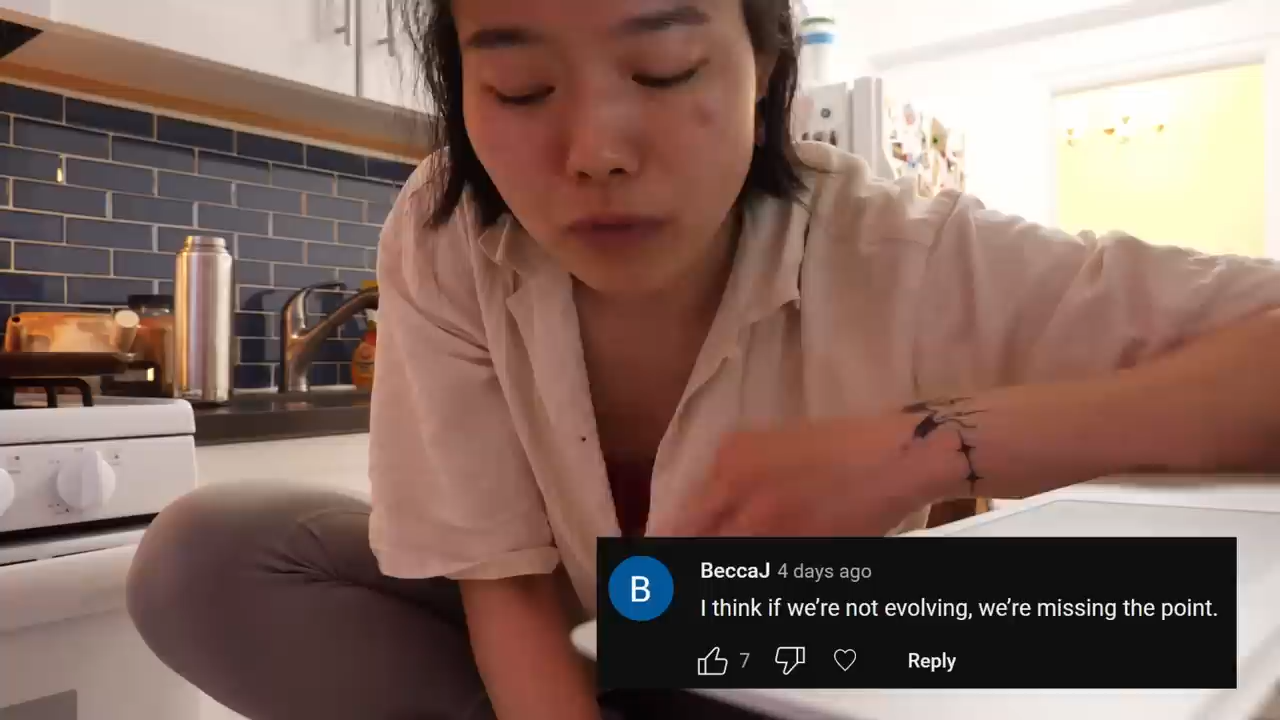 B
BeccaJ 4 days ago
I think if we’re not evolving, we’re missing the point.
7
Reply